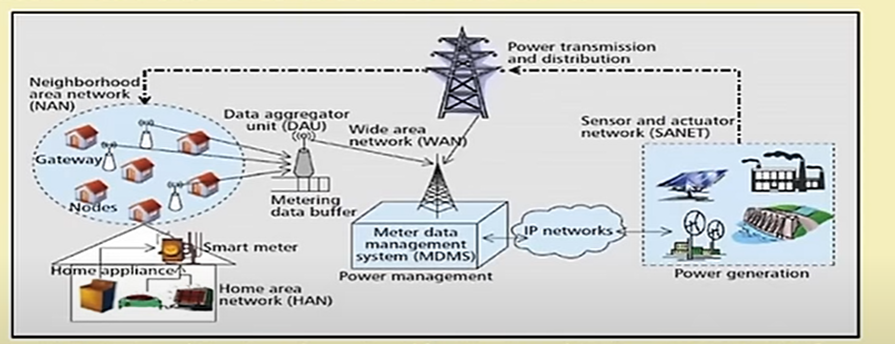 Power transmission
and distribution
Neighborhood
area network
(NAN)
Data aggregator
unit (DAU)
Wide area
network (WAN)
Sensor and actuator
network (SANET)
Gateway
Nodes
Metering
data buffer
Meter data
management
system (MDMS)
IP networks
Smart meter
Home appliance
Power management
Power generation
Home area
network (HAN)